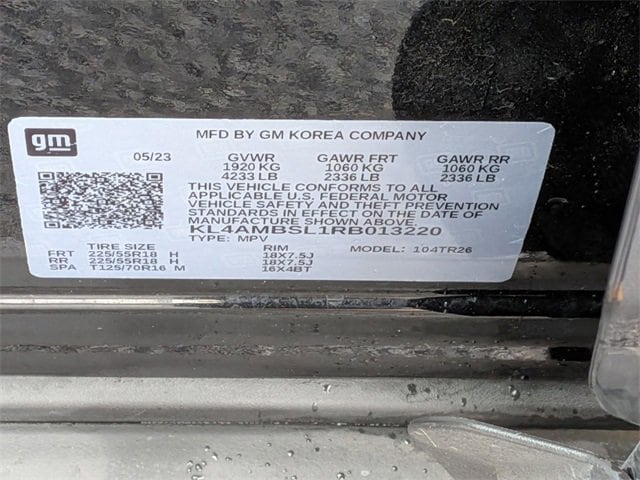 gm
MFD BY GM KOREA COMPANY
05/23 GVWR GAWR FRT GAWR RR
1920 KG 1060 KG 1060 KG
4233 LB 2336 LB 2336 LB
THIS VEHICLE CONFORMS TO ALL
APPLICABLE U.S. FEDERAL MOTOR
VEHICLE SAFETY AND THEFT PREVENTION
STANDARDS IN EFFECT ON THE DATE OF
MANUFACTURE SHOWN ABOVE.
KL4AMBSL1RB013220
TYPE: MPV MODEL: 104TR26
TIRE SIZE RIM
FRT 225/55R18 H 18X7.5J
RR 225/55R18 H 18X7.5J
SPA T125/70R16 M 16X4BT